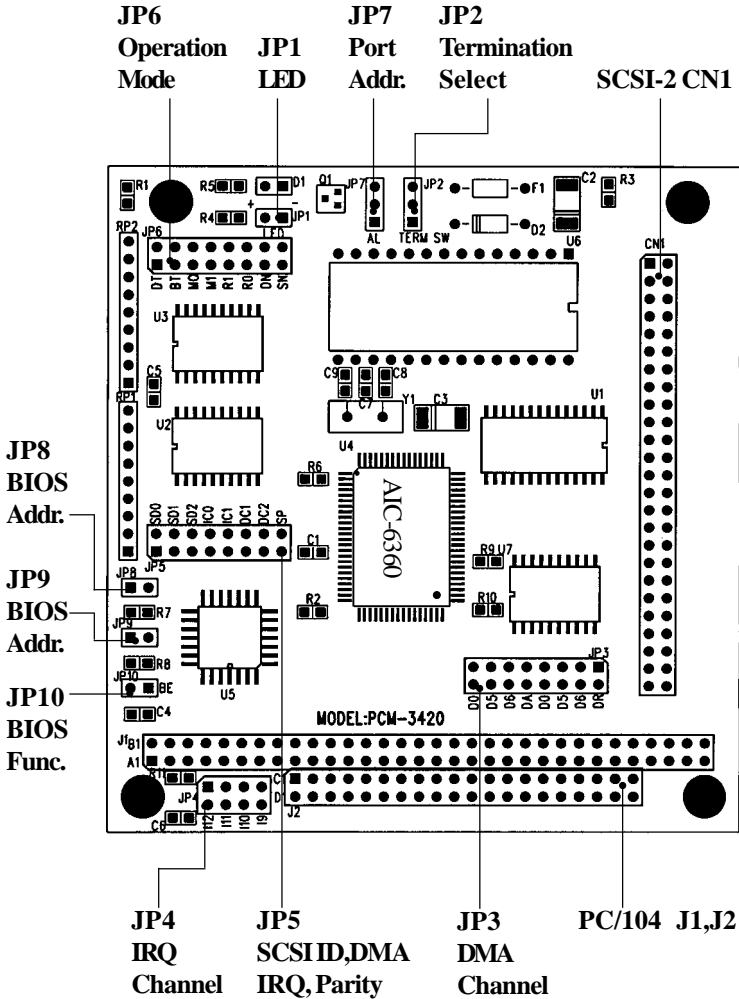 JP6
Operation
Mode
JP1
LED
JP7
Port
Addr.
JP2
Termination
Select
SCSI-2 CN1
R1
R5
D1
Q1
JP7
JP2
F1
C2
R3
R4
+
-
JP1
LED
AL
TERM SW
D2
U6
RP2
JP6
DT
BT
M0
M1
R1
R0
DN
SN
CN1
U3
C5
C9
C8
C7
Y1
C3
U1
RP1
U2
U4
R6
AIC-6360
JP8
BIOS
Addr.
SD0
SD1
SD2
IC0
IC1
DC1
DC2
SP
JP5
C1
R9
U7
JP8
R7
R2
R10
JP9
BIOS
Addr.
JP9
R8
U5
JP3
D0
D5
D6
DA
D0
D5
D6
DR
JP10
BIOS
Func.
JP10
BE
C4
MODEL:PCM-3420
J1
B1
A1
R11
JP4
C
D
J2
C6
I12
I11
I10
I9
JP4
IRQ
Channel
JP5
SCSI ID,DMA
IRQ, Parity
JP3
DMA
Channel
PC/104 J1,J2